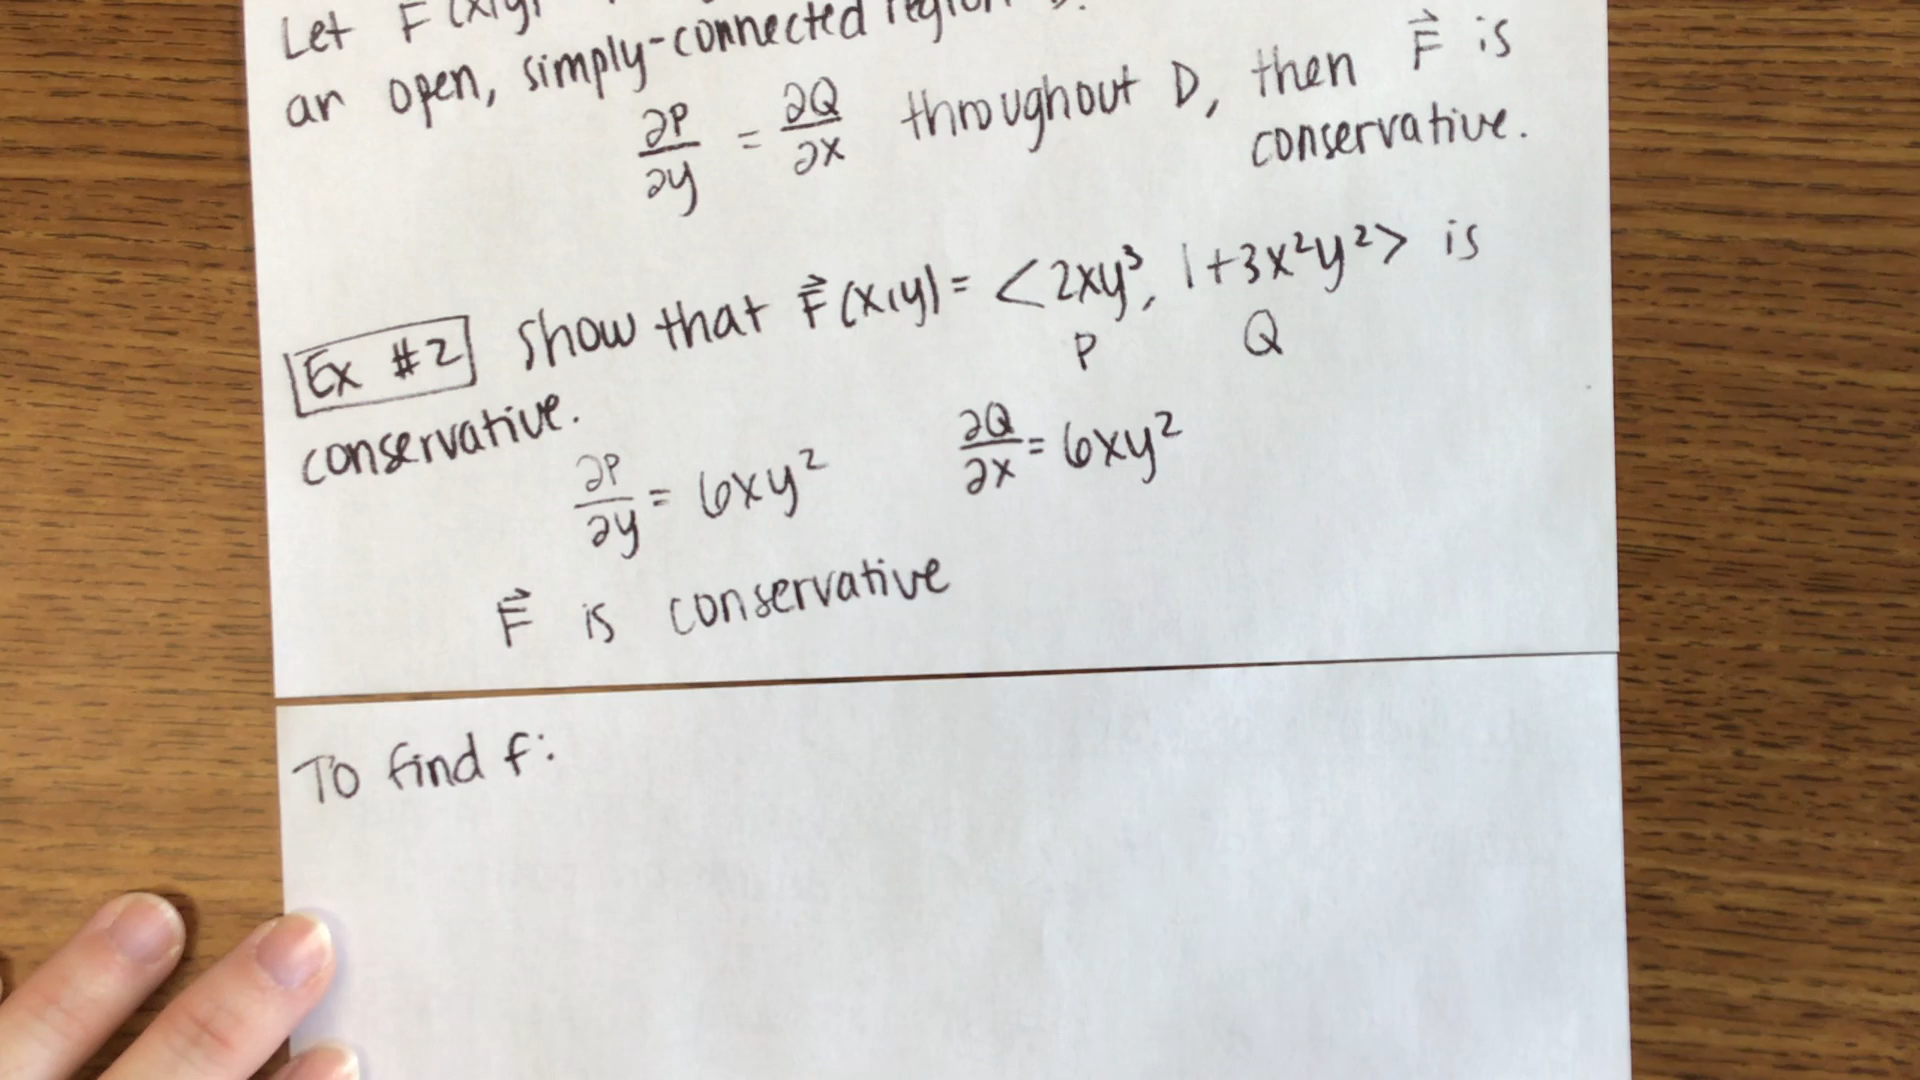 Let F (x,y)
an open, simply-connected region
∂P/∂y = ∂Q/∂x throughout D, then F⃗ is
conservative.
Ex #2 Show that F⃗(x,y) = <2xy³, 1+3x²y²> is
P Q
conservative.
∂P/∂y = 6xy² ∂Q/∂x = 6xy²
F⃗ is conservative
To find f: